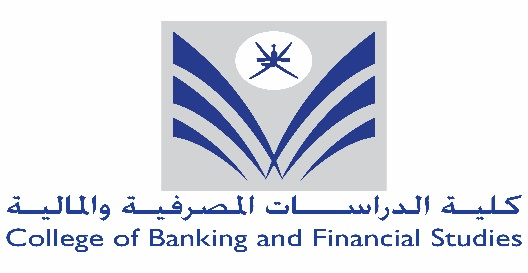 كلية الدراسات المصرفية والمالية
College of Banking and Financial Studies